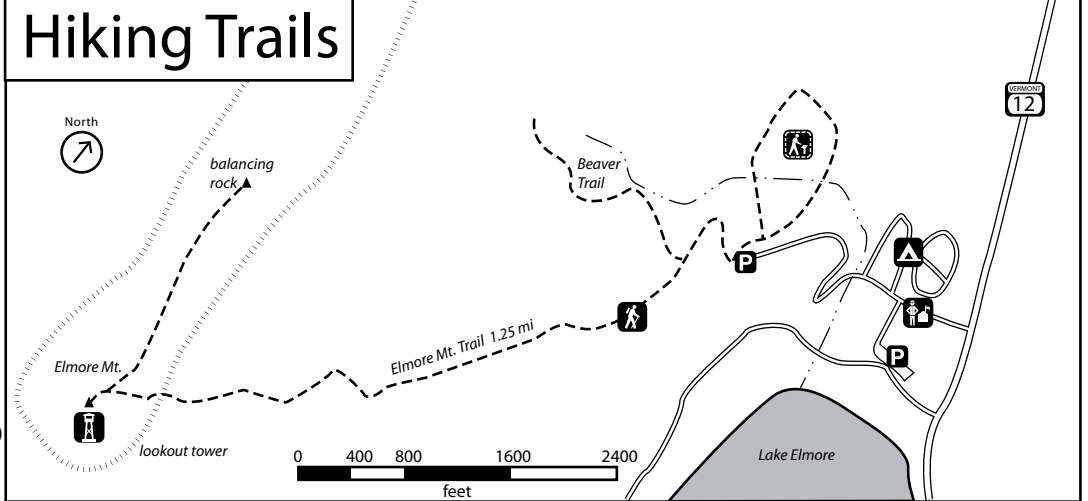 Hiking Trails
North
VERMONT
12
balancing
rock
Beaver
Trail
P
Elmore Mt. Trail 1.25 mi
P
Elmore Mt.
lookout tower
Lake Elmore
0 400 800 1600 2400
feet